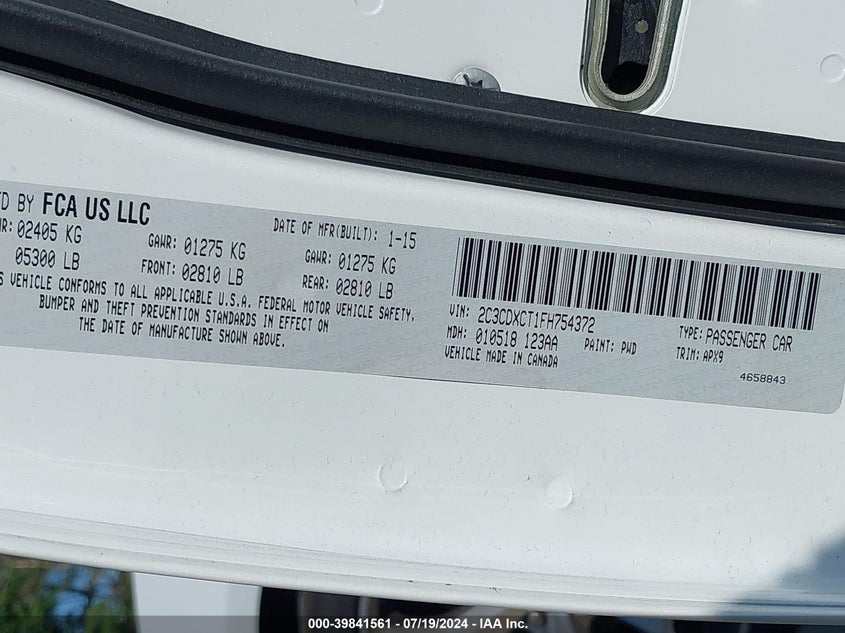 FD BY FCA US LLC
DATE OF MFR(BUILT): 1-15
R: 02405 KG
GAWR: 01275 KG
GAWR: 01275 KG
05300 LB
FRONT: 02810 LB
REAR: 02810 LB
S VEHICLE CONFORMS TO ALL APPLICABLE U.S.A. FEDERAL MOTOR VEHICLE SAFETY,
BUMPER AND THEFT PREVENTION STANDARDS IN EFFECT ON
THE DATE OF MANUFACTURE SHOWN ABOVE.
VIN: 2C3CDXCT1FH754372
TYPE: PASSENGER CAR
MDH: 010518 123AA
PAINT: PWD
TRIM: APX9
VEHICLE MADE IN CANADA
4658843
000-39841561 - 07/19/2024 - IAA Inc.